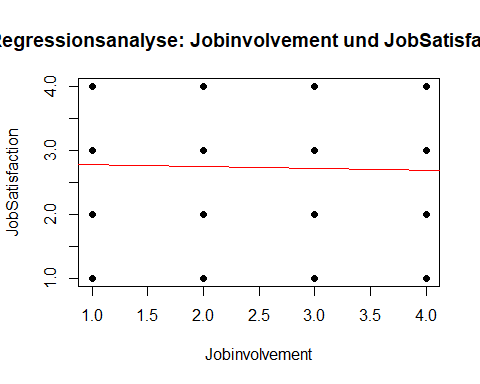 Regressionsanalyse: Jobinvolvement und JobSatisfa
4.0
3.0
2.0
1.0
JobSatisfaction
1.0 1.5 2.0 2.5 3.0 3.5 4.0
Jobinvolvement